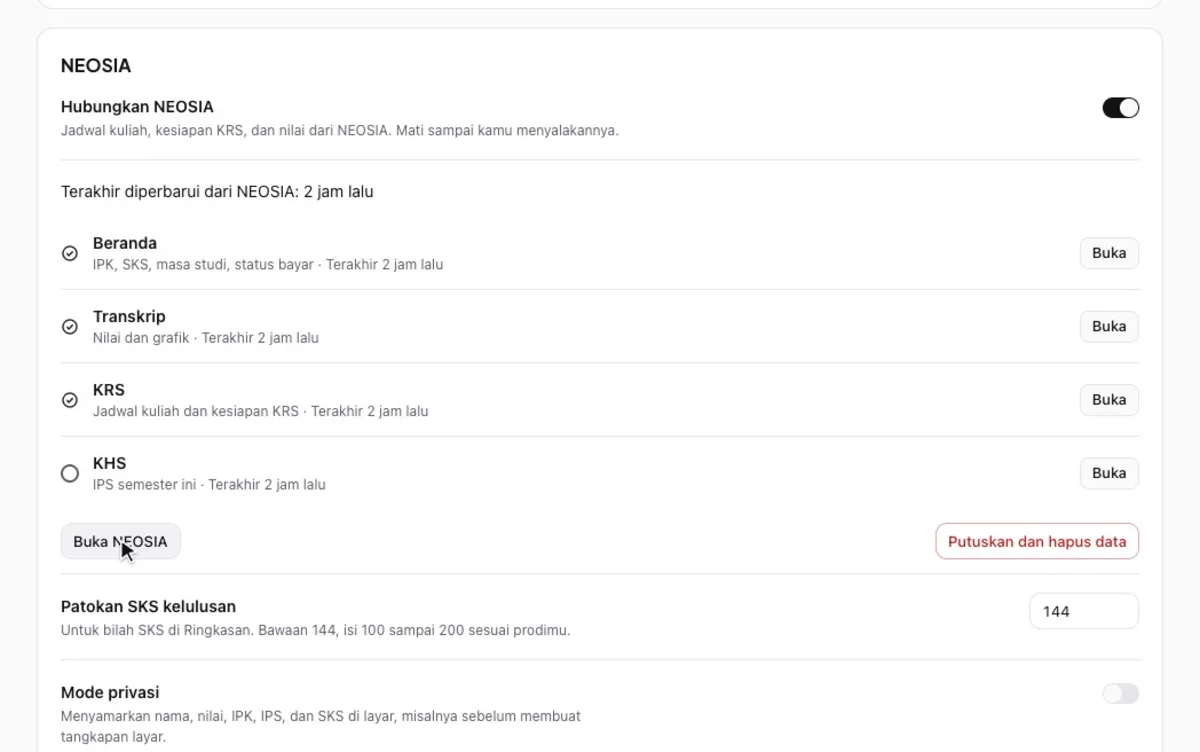 NEOSIA
Hubungkan NEOSIA
Jadwal kuliah, kesiapan KRS, dan nilai dari NEOSIA. Mati sampai kamu menyalakannya.
Terakhir diperbarui dari NEOSIA: 2 jam lalu
Beranda
IPK, SKS, masa studi, status bayar · Terakhir 2 jam lalu
Buka
Transkrip
Nilai dan grafik · Terakhir 2 jam lalu
Buka
KRS
Jadwal kuliah dan kesiapan KRS · Terakhir 2 jam lalu
Buka
KHS
IPS semester ini · Terakhir 2 jam lalu
Buka
Buka NEOSIA
Putuskan dan hapus data
Patokan SKS kelulusan
Untuk bilah SKS di Ringkasan. Bawaan 144, isi 100 sampai 200 sesuai prodimu.
144
Mode privasi
Menyamarkan nama, nilai, IPK, IPS, dan SKS di layar, misalnya sebelum membuat
tangkapan layar.